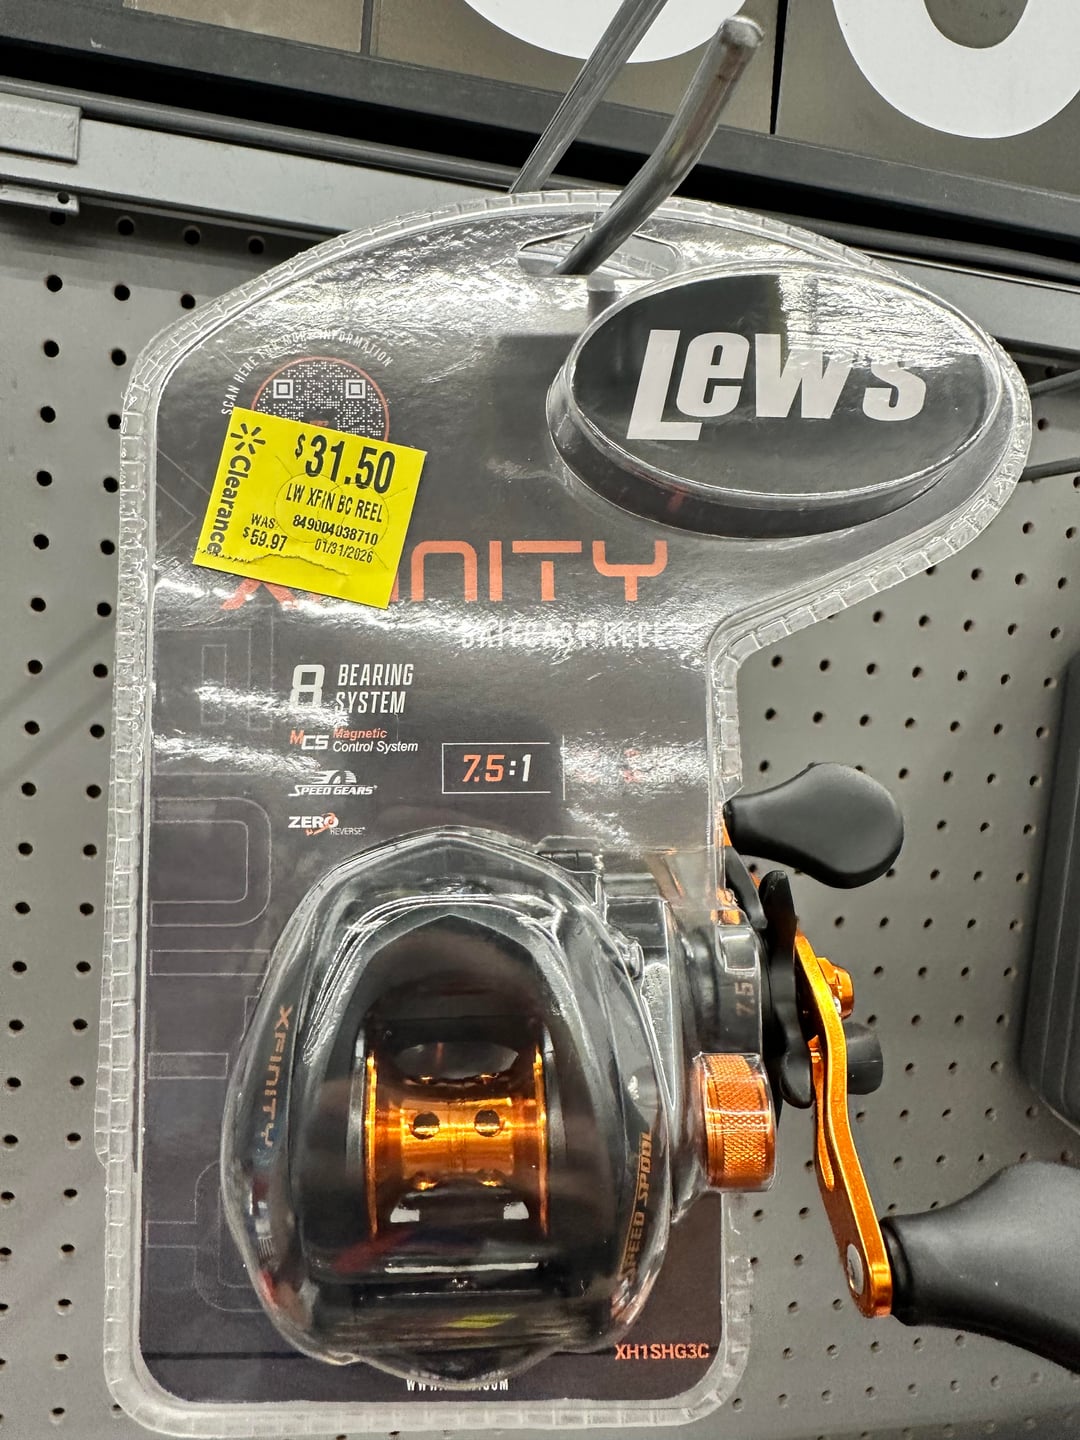 Lew's
SCAN HERE FOR MORE INFORMATION
Clearance
$31.50
LW XFIN BC REEL
849004038710
WAS
$59.97
01/31/2026
XFINITY
BAITCAST REEL
8 BEARING
SYSTEM
MCS Magnetic
Control System
SPEED GEARS
ZERO
REVERSE
7.5:1
7.5:1
XFINITY
SPEED SPOOL
XH1SHG3C